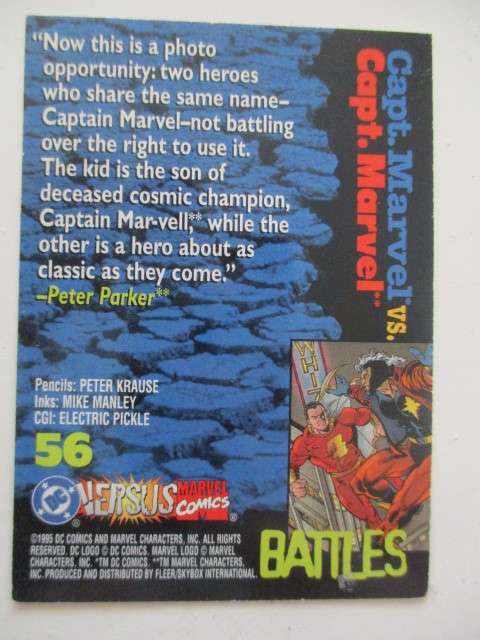 “Now this is a photo
opportunity: two heroes
who share the same name–
Captain Marvel–not battling
over the right to use it.
The kid is the son of
deceased cosmic champion,
Captain Mar-vell,** while the
other is a hero about as
classic as they come.”
–Peter Parker**
Capt. Marvel* vs.
Capt. Marvel**
Pencils: PETER KRAUSE
Inks: MIKE MANLEY
CGI: ELECTRIC PICKLE
56
DC VERSUS MARVEL COMICS
WHI
BATTLES
©1995 DC COMICS AND MARVEL CHARACTERS, INC. ALL RIGHTS
RESERVED. DC LOGO © DC COMICS. MARVEL LOGO © MARVEL
CHARACTERS, INC. *TM DC COMICS. **TM MARVEL CHARACTERS,
INC. PRODUCED AND DISTRIBUTED BY FLEER/SKYBOX INTERNATIONAL.